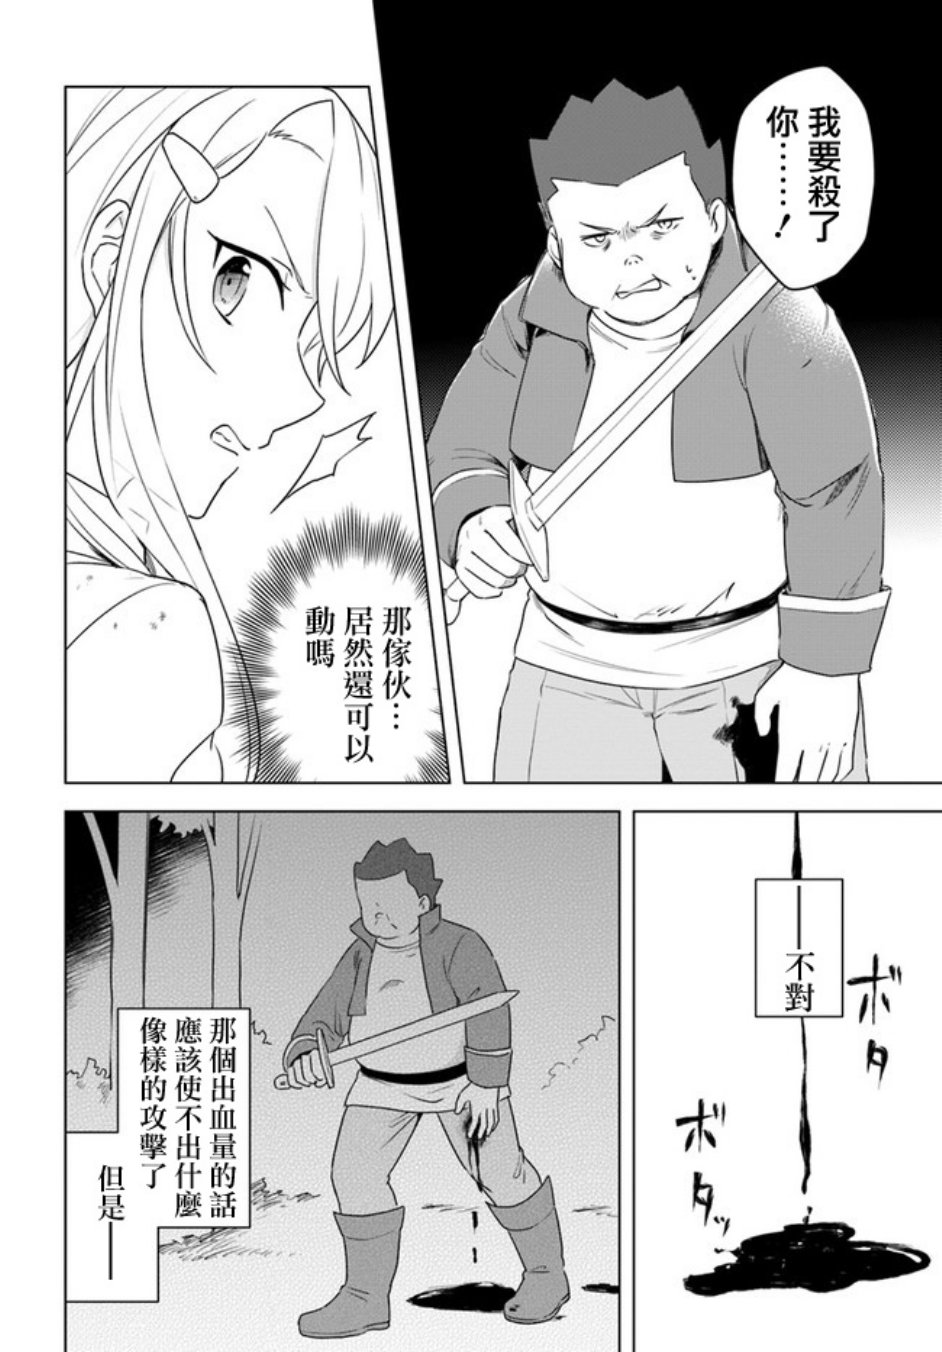 我要殺了
你……！
那傢伙…
居然還可以
動嗎
——不對
ボタ
ボタッ
那個出血量的話
應該使不出什麼
像樣的攻擊了
但是——